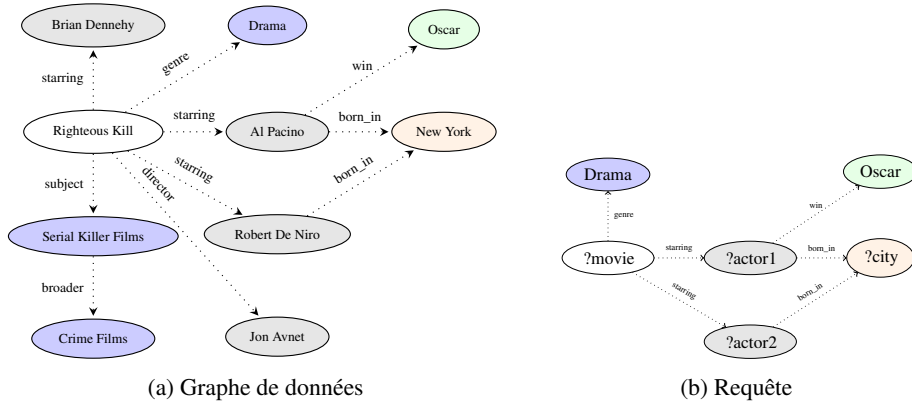 Brian Dennehy
Drama
Oscar
starring
genre
win
Righteous Kill
starring
Al Pacino
born_in
New York
subject
director
starring
born_in
Serial Killer Films
Robert De Niro
broader
Crime Films
Jon Avnet
(a) Graphe de données
Drama
Oscar
genre
win
?movie
starring
?actor1
born_in
?city
starring
born_in
?actor2
(b) Requête